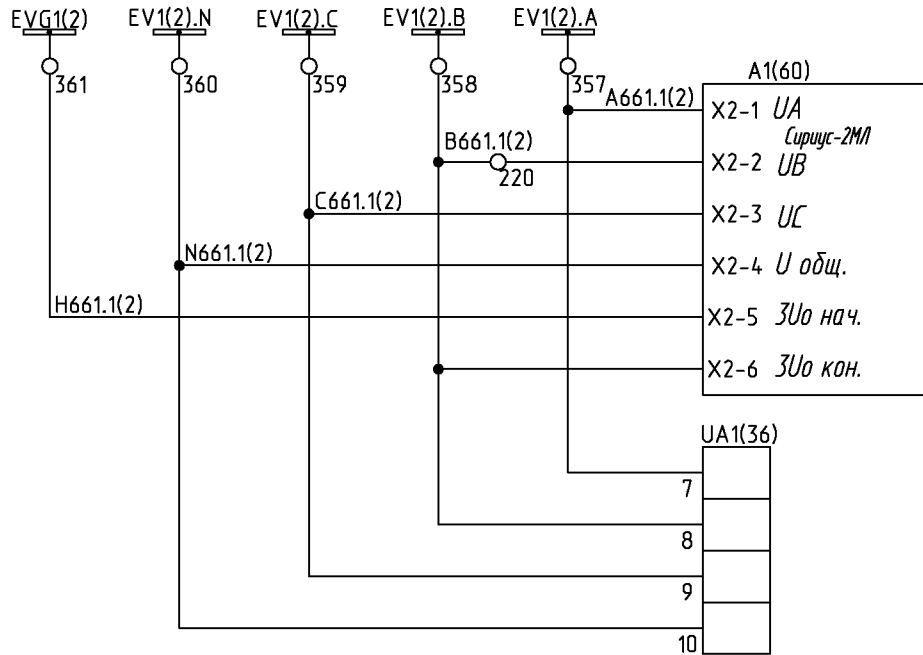 EVG1(2) EV1(2).N EV1(2).C EV1(2).B EV1(2).A
361 360 359 358 357
A661.1(2)
A1(60)
X2-1 UA
Сириус-2МЛ
B661.1(2)
220
X2-2 UB
C661.1(2)
X2-3 UC
N661.1(2)
X2-4 U общ.
H661.1(2)
X2-5 3Uo нач.
X2-6 3Uo кон.
UA1(36)
7
8
9
10